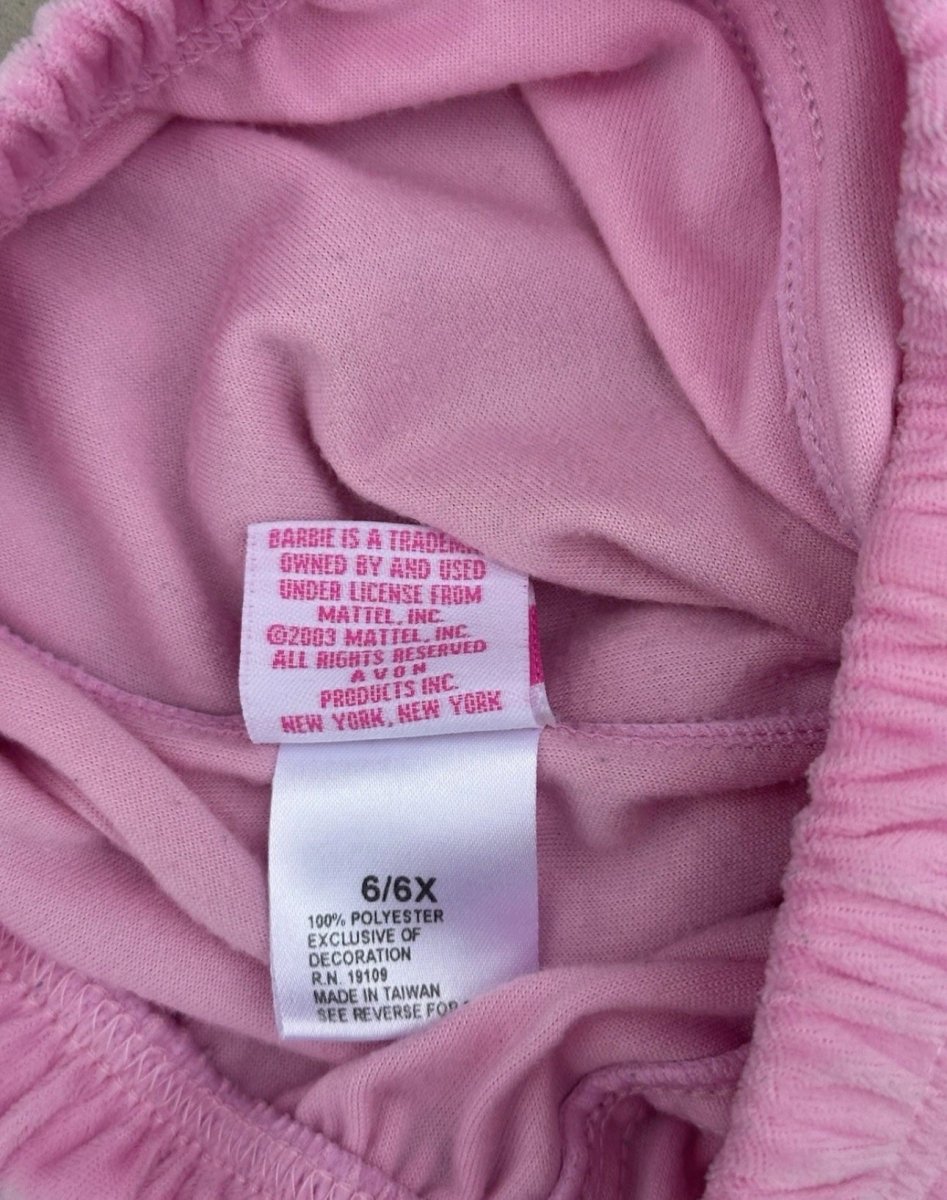 BARBIE IS A
OWNED BY AND USED
UNDER LICENSE FROM
MATTEL, INC.
©2003 MATTEL, INC.
ALL RIGHTS RESERVED
AVON
PRODUCTS INC.
NEW YORK, NEW YORK
6/6X
100% POLYESTER
EXCLUSIVE OF
DECORATION
R.N. 19109
MADE IN TAIWAN
SEE REVERSE FOR